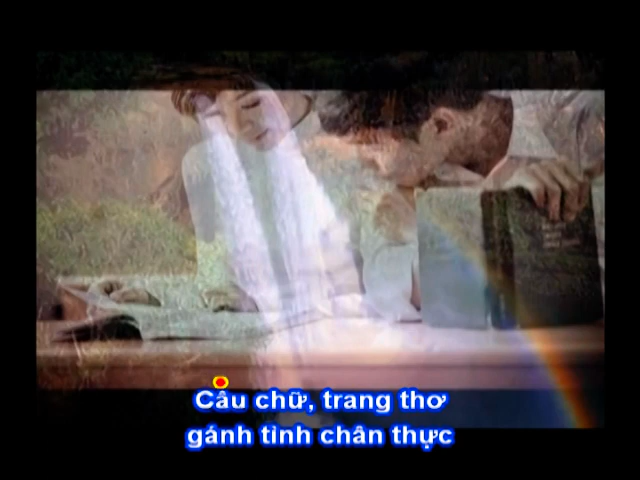 Câu chữ, trang thơ
gánh tình chân thực